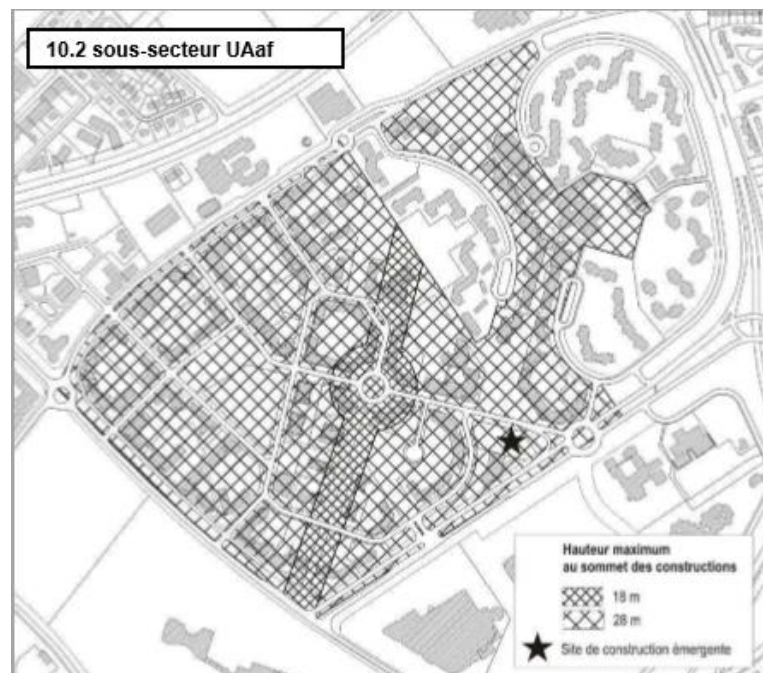 10.2 sous-secteur UAaf
Hauteur maximum
au sommet des constructions
18 m
28 m
Site de construction émergente